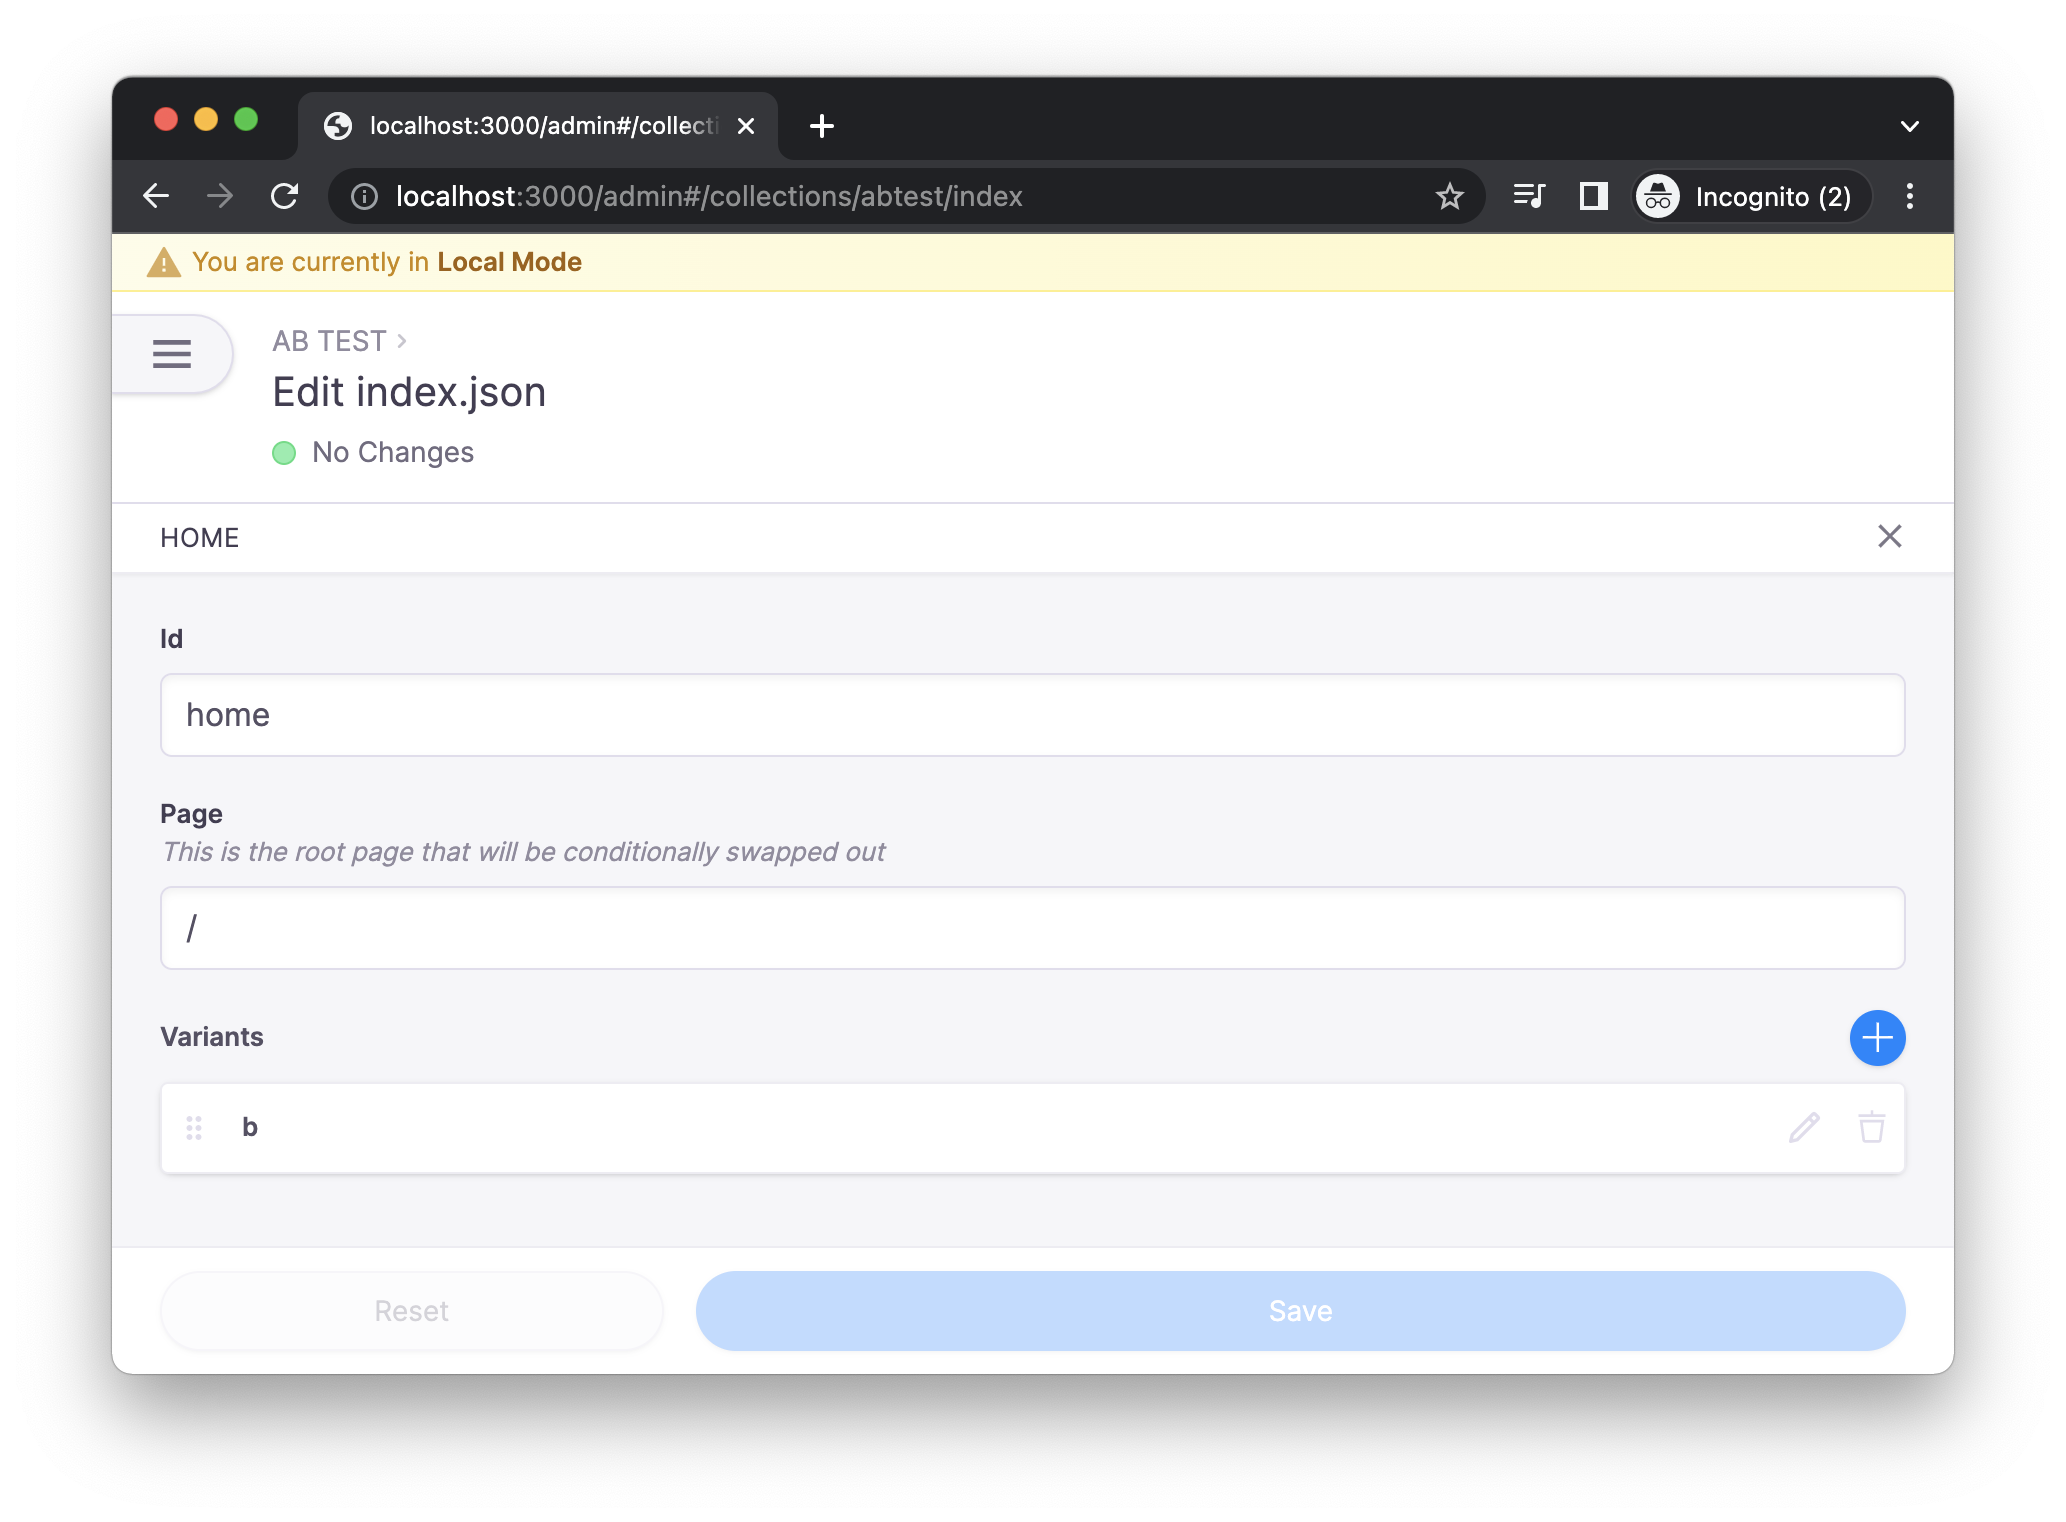 localhost:3000/admin#/collecti
localhost:3000/admin#/collections/abtest/index
Incognito (2)
You are currently in Local Mode
AB TEST
Edit index.json
No Changes
HOME
Id
home
Page
This is the root page that will be conditionally swapped out
/
Variants
b
Reset
Save